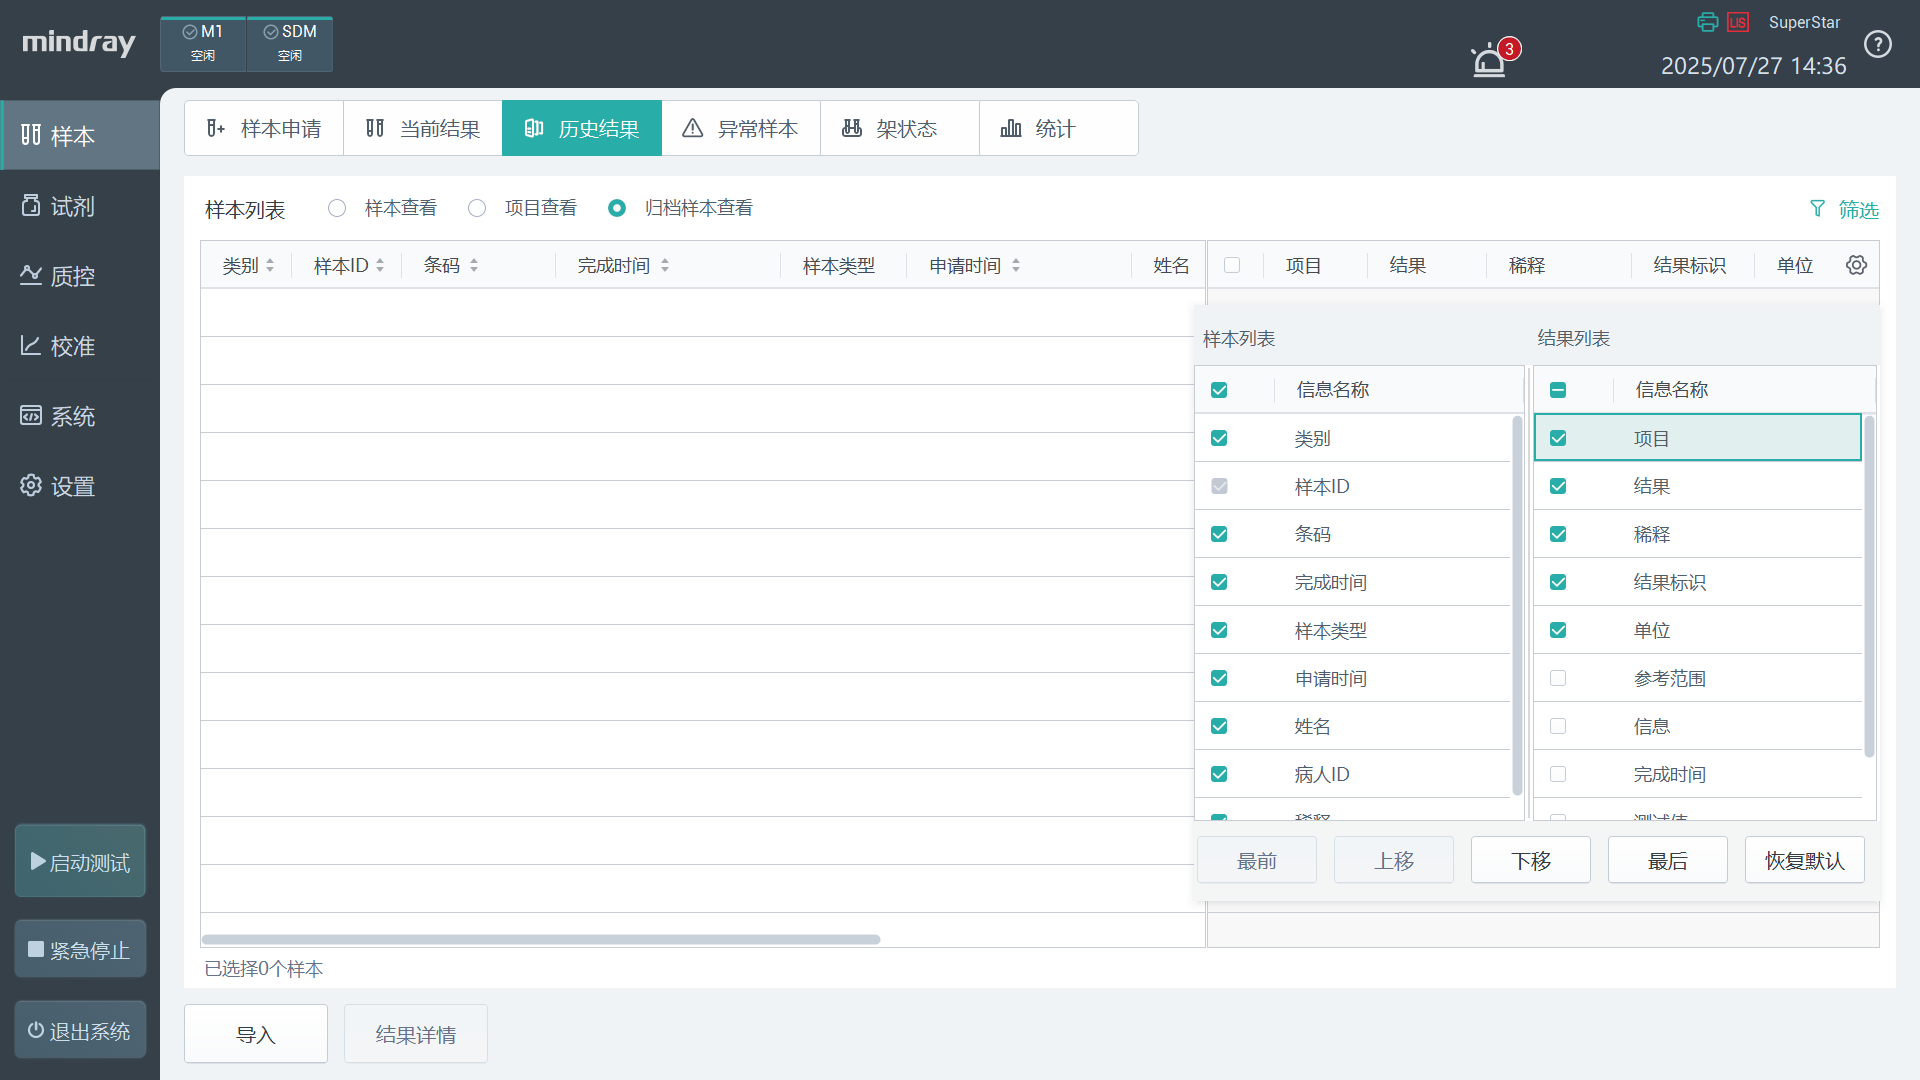 mindray
M1
空闲
SDM
空闲
3
LIS
SuperStar
2025/07/27 14:36
样本
试剂
质控
校准
系统
设置
启动测试
紧急停止
退出系统
样本申请
当前结果
历史结果
异常样本
架状态
统计
样本列表
样本查看
项目查看
归档样本查看
筛选
类别
样本ID
条码
完成时间
样本类型
申请时间
姓名
项目
结果
稀释
结果标识
单位
样本列表
信息名称
类别
样本ID
条码
完成时间
样本类型
申请时间
姓名
病人ID
稀释
结果列表
信息名称
项目
结果
稀释
结果标识
单位
参考范围
信息
完成时间
测试值
最前
上移
下移
最后
恢复默认
已选择0个样本
导入
结果详情